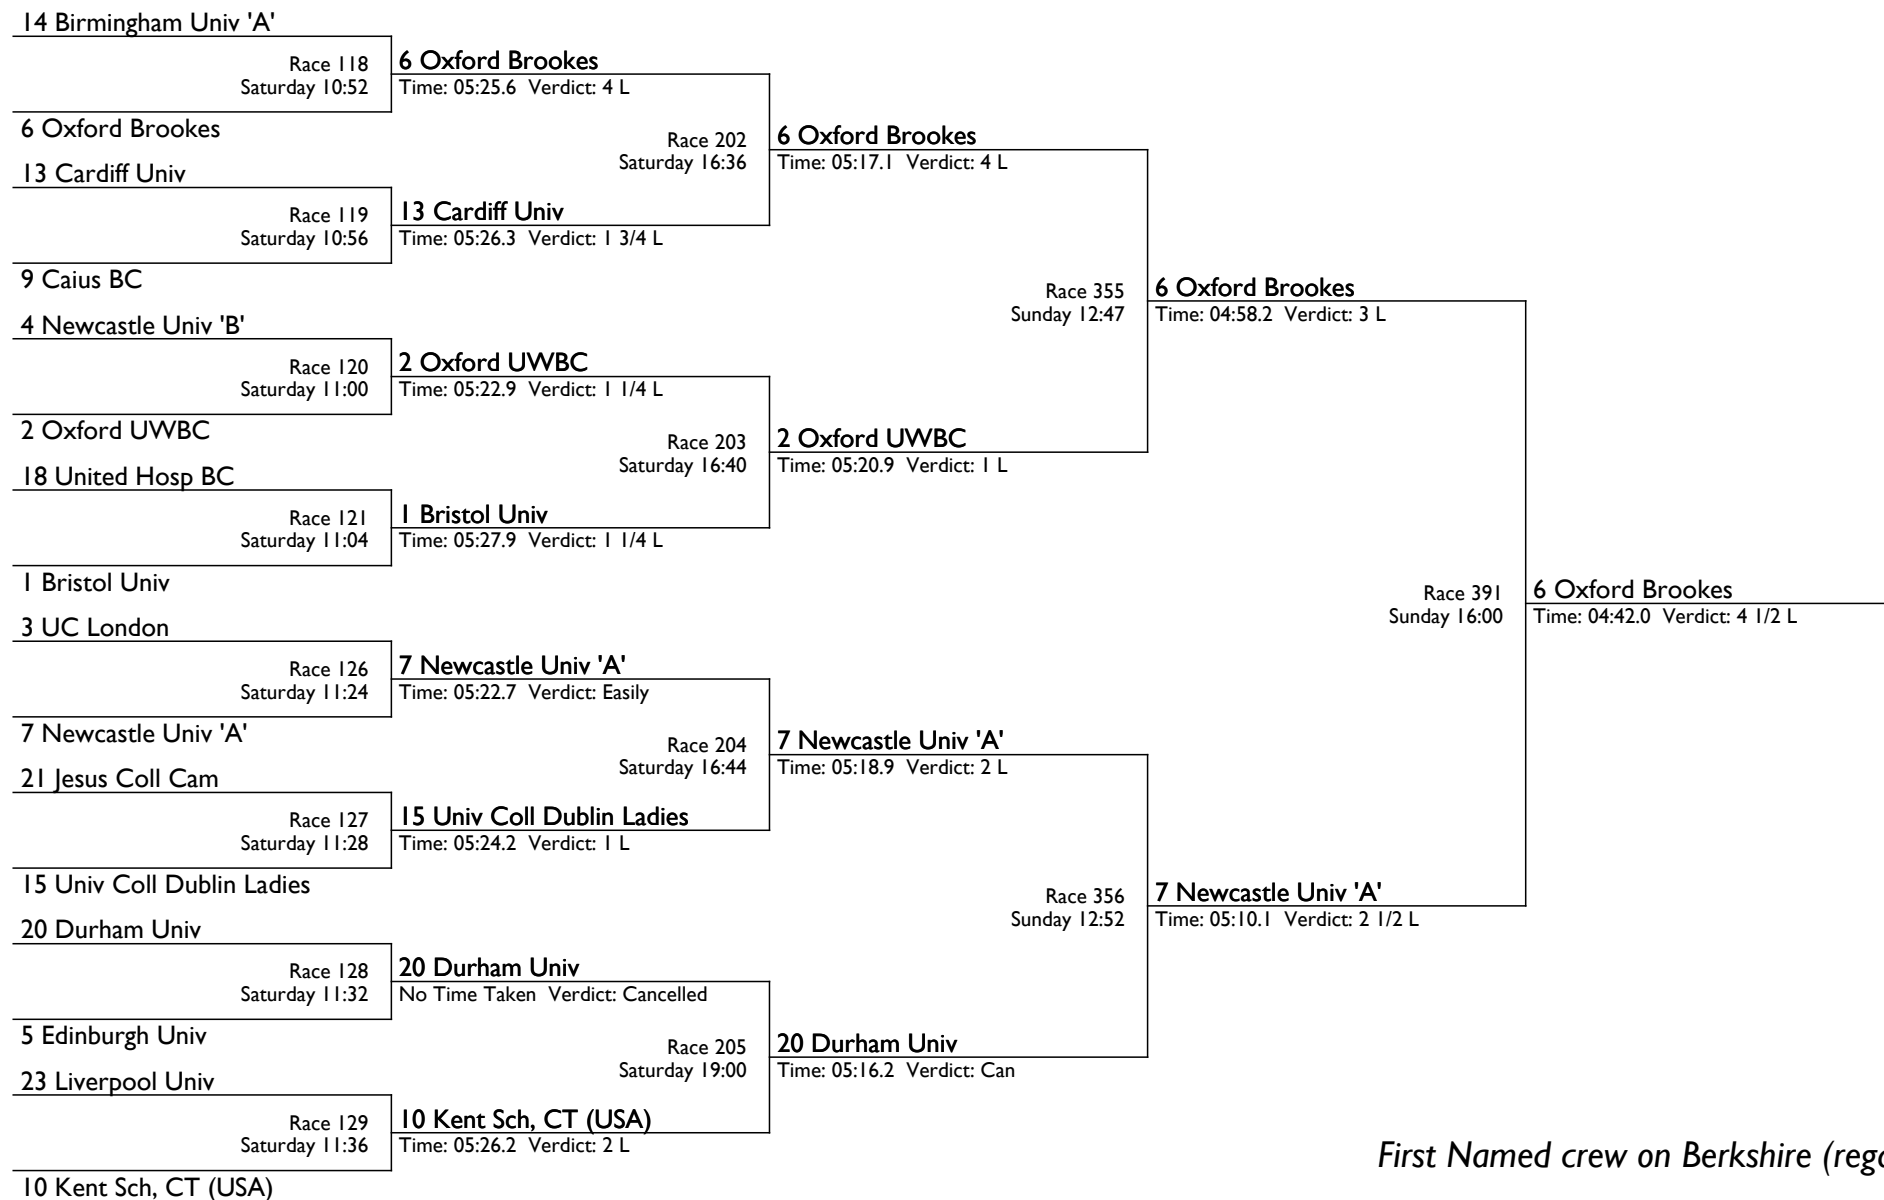 14 Birmingham Univ 'A'
Race 118
Saturday 10:52
6 Oxford Brookes
Time: 05:25.6 Verdict: 4 L
6 Oxford Brookes
Race 202
Saturday 16:36
6 Oxford Brookes
Time: 05:17.1 Verdict: 4 L
13 Cardiff Univ
Race 119
Saturday 10:56
13 Cardiff Univ
Time: 05:26.3 Verdict: 1 3/4 L
9 Caius BC
Race 355
Sunday 12:47
6 Oxford Brookes
Time: 04:58.2 Verdict: 3 L
4 Newcastle Univ 'B'
Race 120
Saturday 11:00
2 Oxford UWBC
Time: 05:22.9 Verdict: 1 1/4 L
2 Oxford UWBC
Race 203
Saturday 16:40
2 Oxford UWBC
Time: 05:20.9 Verdict: 1 L
18 United Hosp BC
Race 121
Saturday 11:04
1 Bristol Univ
Time: 05:27.9 Verdict: 1 1/4 L
1 Bristol Univ
Race 391
Sunday 16:00
6 Oxford Brookes
Time: 04:42.0 Verdict: 4 1/2 L
3 UC London
Race 126
Saturday 11:24
7 Newcastle Univ 'A'
Time: 05:22.7 Verdict: Easily
7 Newcastle Univ 'A'
Race 204
Saturday 16:44
7 Newcastle Univ 'A'
Time: 05:18.9 Verdict: 2 L
21 Jesus Coll Cam
Race 127
Saturday 11:28
15 Univ Coll Dublin Ladies
Time: 05:24.2 Verdict: 1 L
15 Univ Coll Dublin Ladies
Race 356
Sunday 12:52
7 Newcastle Univ 'A'
Time: 05:10.1 Verdict: 2 1/2 L
20 Durham Univ
Race 128
Saturday 11:32
20 Durham Univ
No Time Taken Verdict: Cancelled
5 Edinburgh Univ
Race 205
Saturday 19:00
20 Durham Univ
Time: 05:16.2 Verdict: Can
23 Liverpool Univ
Race 129
Saturday 11:36
10 Kent Sch, CT (USA)
Time: 05:26.2 Verdict: 2 L
10 Kent Sch, CT (USA)
First Named crew on Berkshire